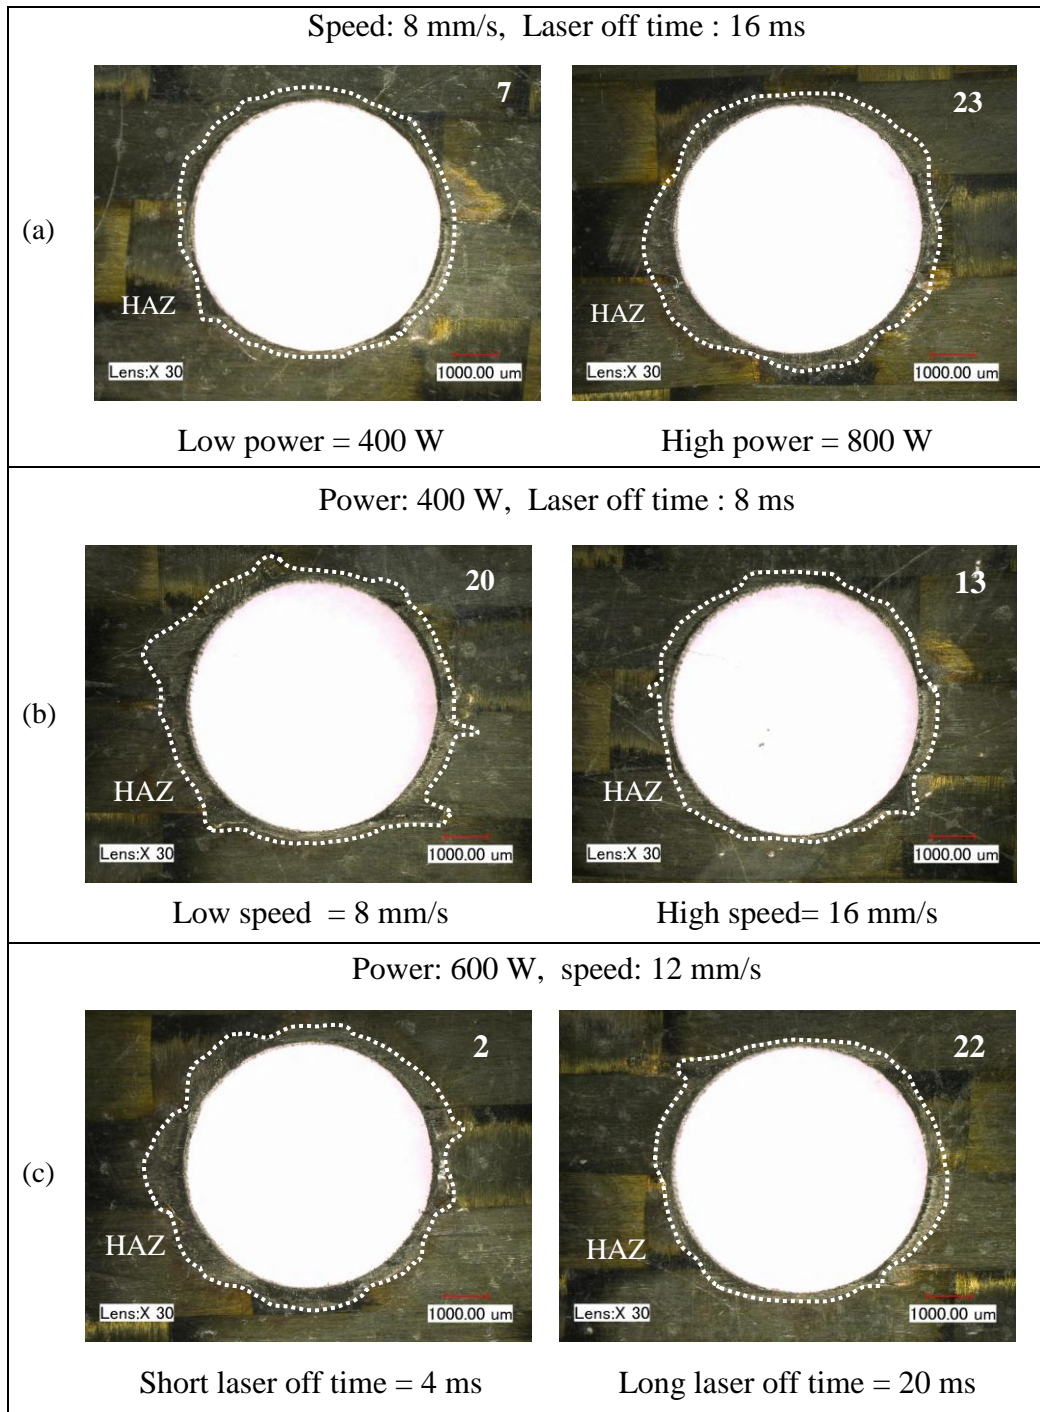 Speed: 8 mm/s, Laser off time : 16 ms
(a)
7
HAZ
Lens:X 30
1000.00 um
23
HAZ
Lens:X 30
1000.00 um
Low power = 400 W
High power = 800 W
Power: 400 W, Laser off time : 8 ms
(b)
20
HAZ
Lens:X 30
1000.00 um
13
HAZ
Lens:X 30
1000.00 um
Low speed = 8 mm/s
High speed= 16 mm/s
Power: 600 W, speed: 12 mm/s
(c)
2
HAZ
Lens:X 30
1000.00 um
22
HAZ
Lens:X 30
1000.00 um
Short laser off time = 4 ms
Long laser off time = 20 ms